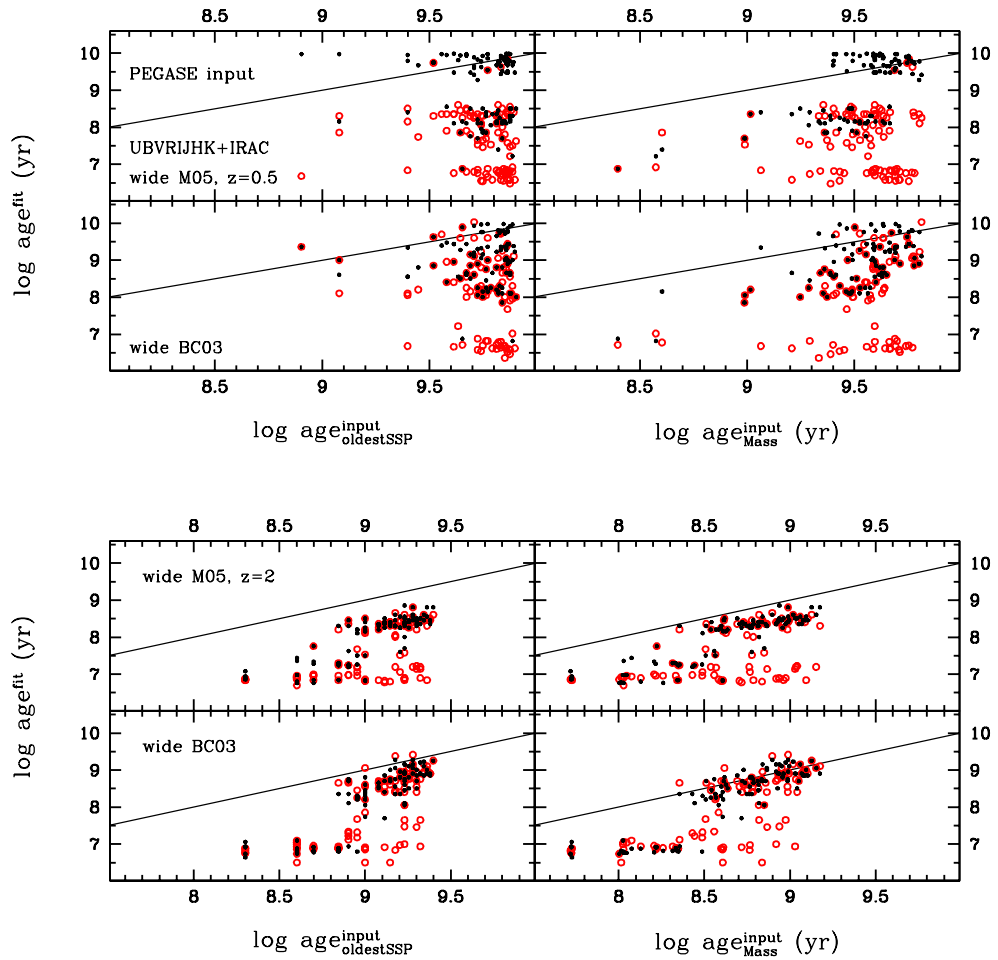 8.5 9 9.5 8.5 9 9.5
10 PEGASE input 10
9 9
log age^fit (yr)
8 UBVRIJHK+IRAC 8
7 wide M05, z=0.5 7
10 10
9 9
8 8
7 wide BC03 7
8.5 9 9.5 8.5 9 9.5
log age^input_oldestSSP log age^input_Mass (yr)
8 8.5 9 9.5 8 8.5 9 9.5
10 wide M05, z=2 10
9 9
8 8
log age^fit (yr)
7 7
10 wide BC03 10
9 9
8 8
7 7
8 8.5 9 9.5 8 8.5 9 9.5
log age^input_oldestSSP log age^input_Mass (yr)